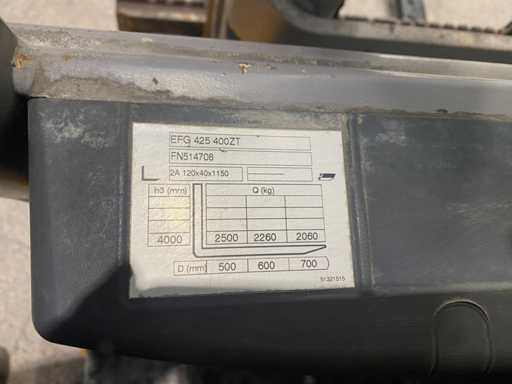 EFG 425 400ZT
FN514708
2A 120x40x1150
h3 (mm) Q (kg)
4000 2500 2260 2060
D (mm) 500 600 700
51321515